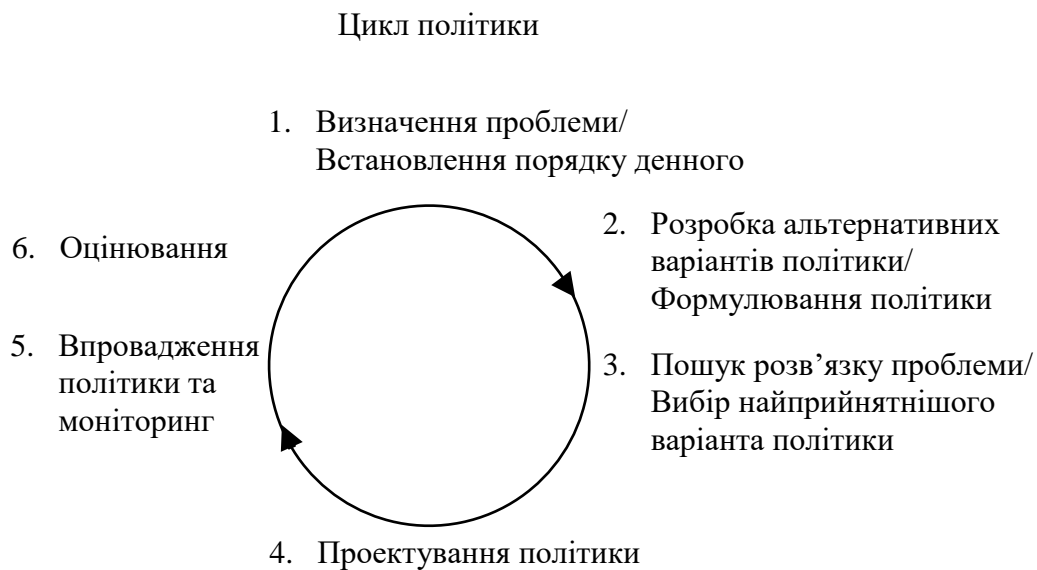 Цикл політики
1. Визначення проблеми/
Встановлення порядку денного
2. Розробка альтернативних
варіантів політики/
Формулювання політики
3. Пошук розв’язку проблеми/
Вибір найприйнятнішого
варіанта політики
4. Проектування політики
5. Впровадження
політики та
моніторинг
6. Оцінювання